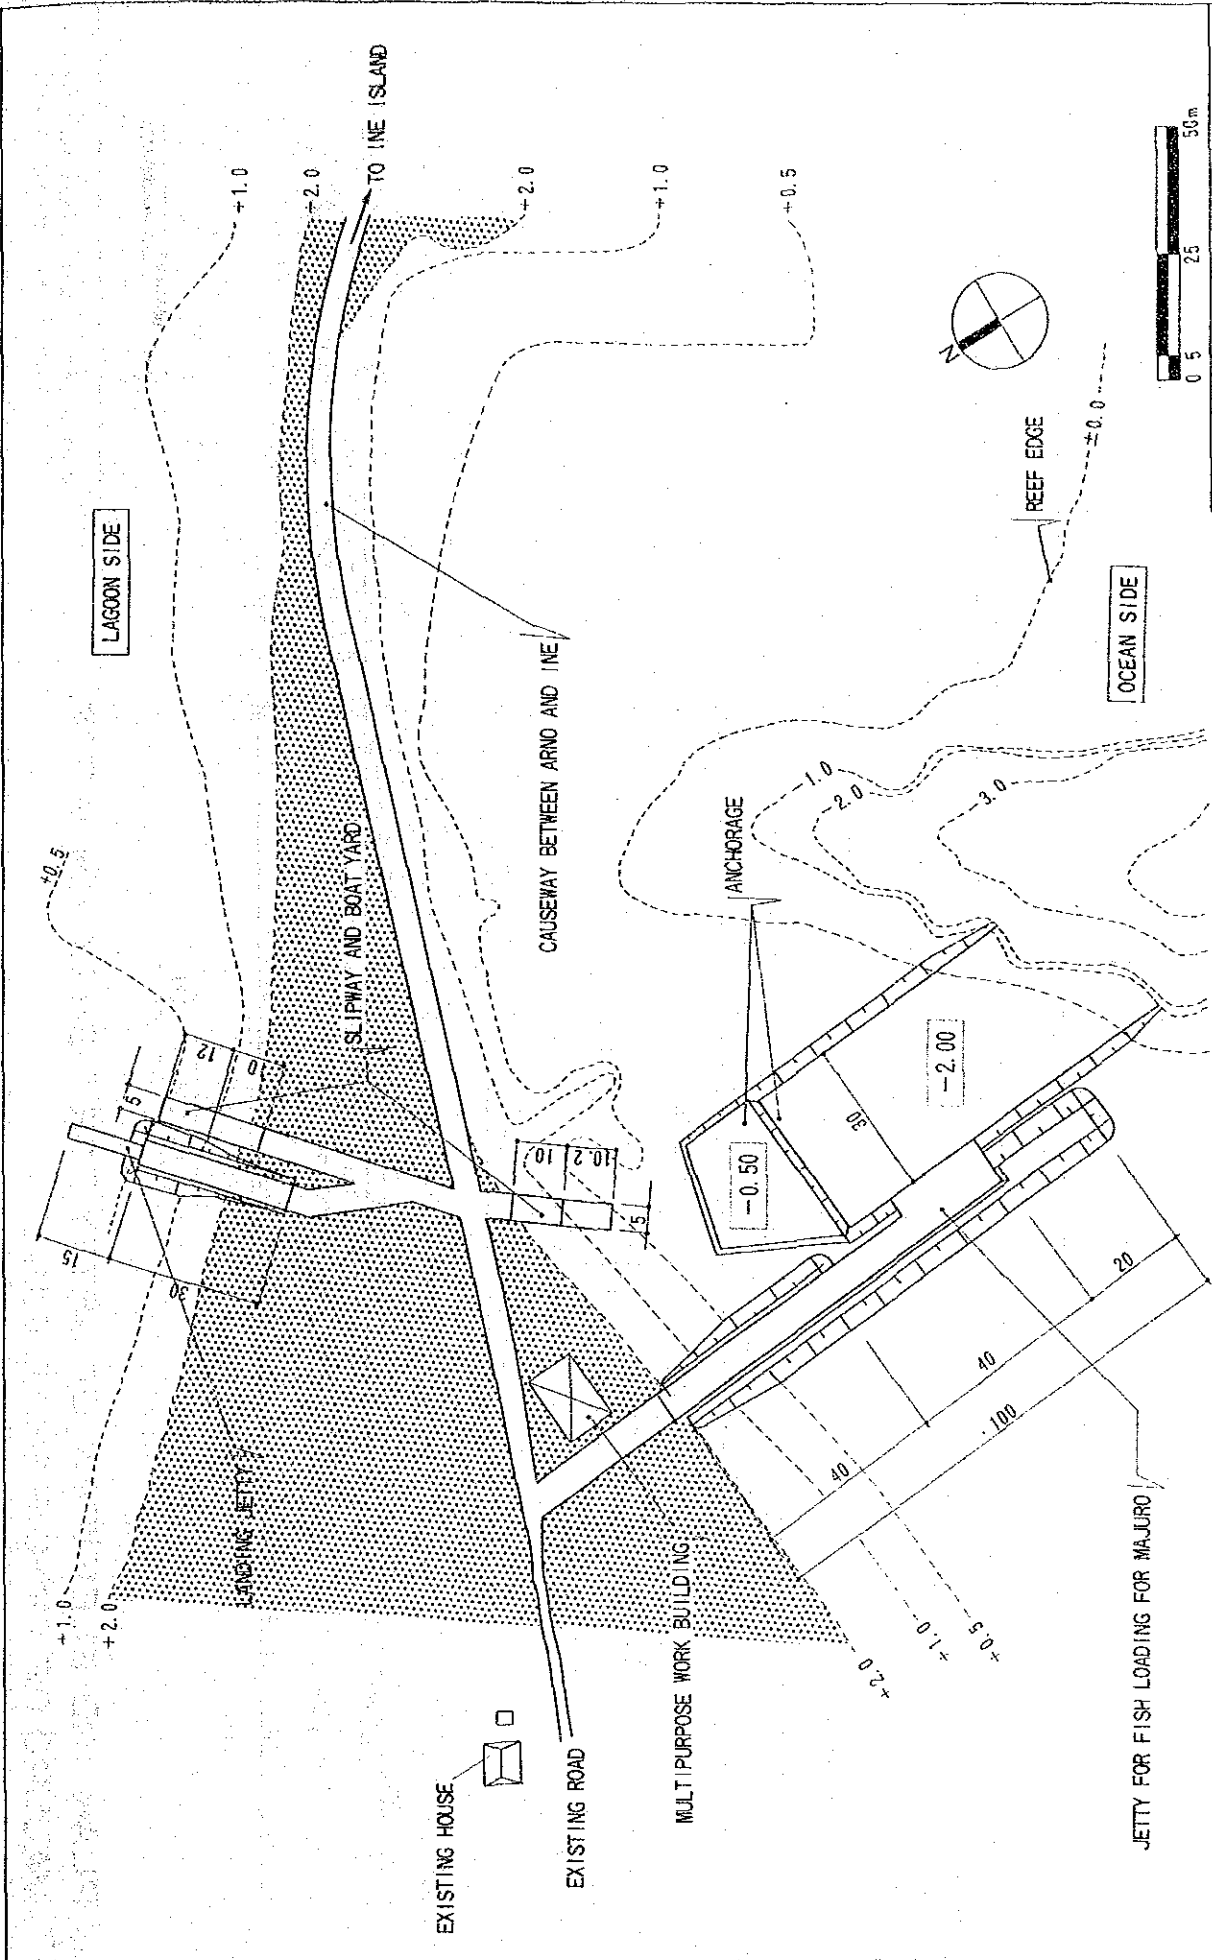 LAGOON SIDE
+1.0
+2.0
+0.5
+1.0
-2.0
TO INE ISLAND
+2.0
+1.0
+0.5
15
30
5
12
10
LANDING JETTY
SLIPWAY AND BOAT YARD
10
10.2
5
EXISTING HOUSE
EXISTING ROAD
CAUSEWAY BETWEEN ARNO AND INE
MULTIPURPOSE WORK BUILDING
ANCHORAGE
-0.50
30
-2.00
-1.0
-2.0
-3.0
+2.0
+1.0
+0.5
40
40
20
100
JETTY FOR FISH LOADING FOR MAJURO
N
REEF EDGE
±0.0
OCEAN SIDE
0 5 25 50m